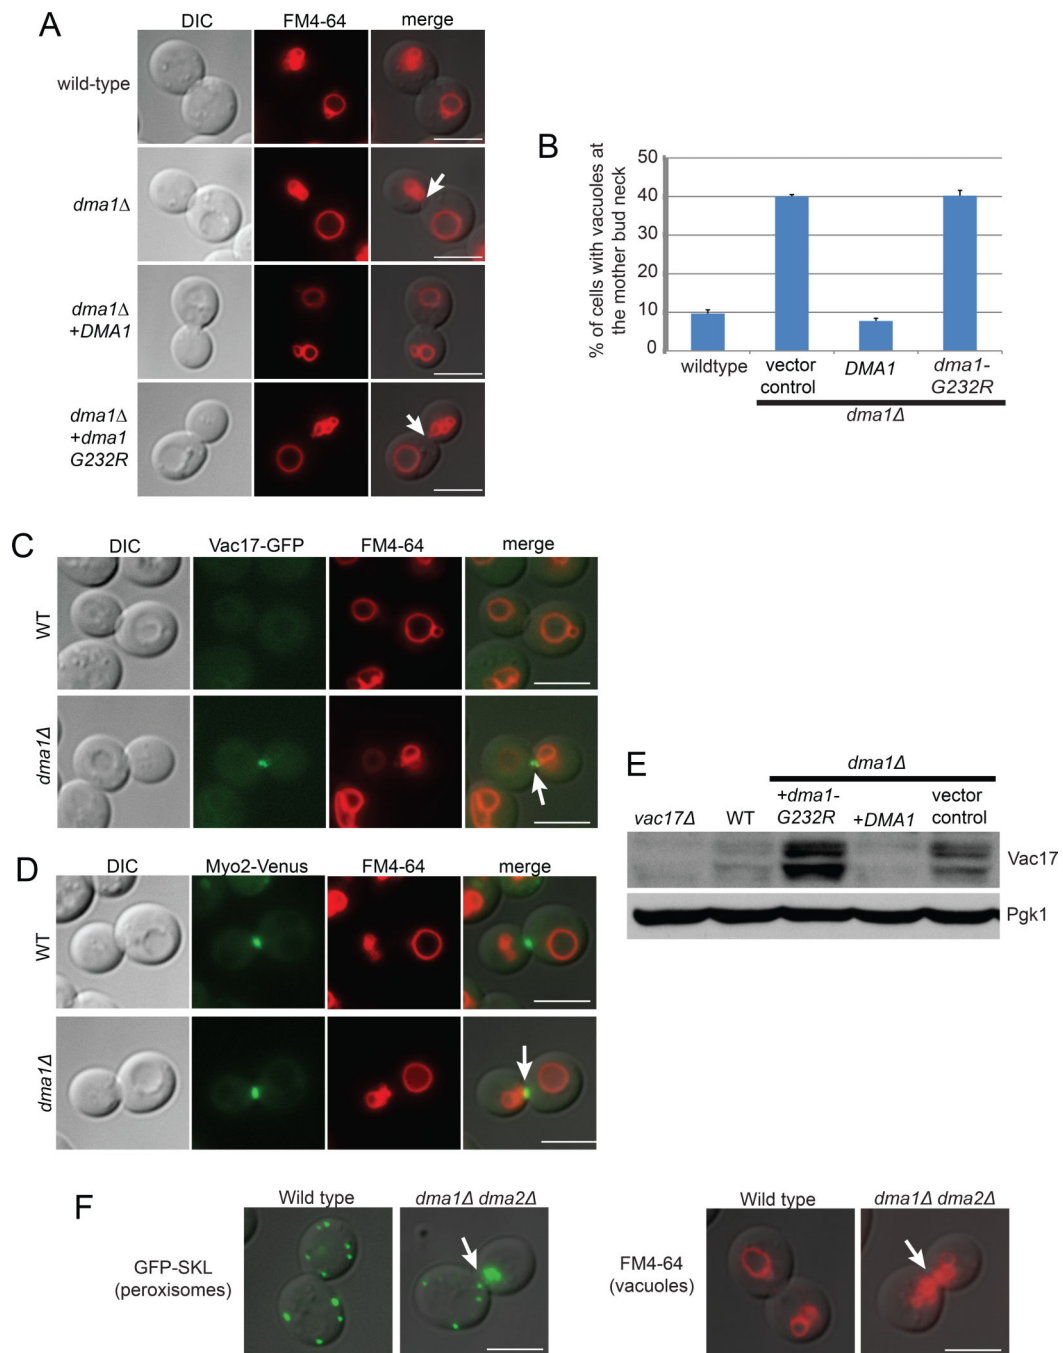 A
DIC FM4-64 merge
wild-type
dma1Δ
dma1Δ
+DMA1
dma1Δ
+dma1
G232R
B
% of cells with vacuoles at
the mother bud neck
50
40
30
20
10
0
wildtype vector control DMA1 dma1-G232R
dma1Δ
C
DIC Vac17-GFP FM4-64 merge
WT
dma1Δ
D
DIC Myo2-Venus FM4-64 merge
WT
dma1Δ
E
dma1Δ
vac17Δ WT +dma1-G232R +DMA1 vector control
Vac17
Pgk1
F
Wild type dma1Δ dma2Δ
GFP-SKL
(peroxisomes)
Wild type dma1Δ dma2Δ
FM4-64
(vacuoles)